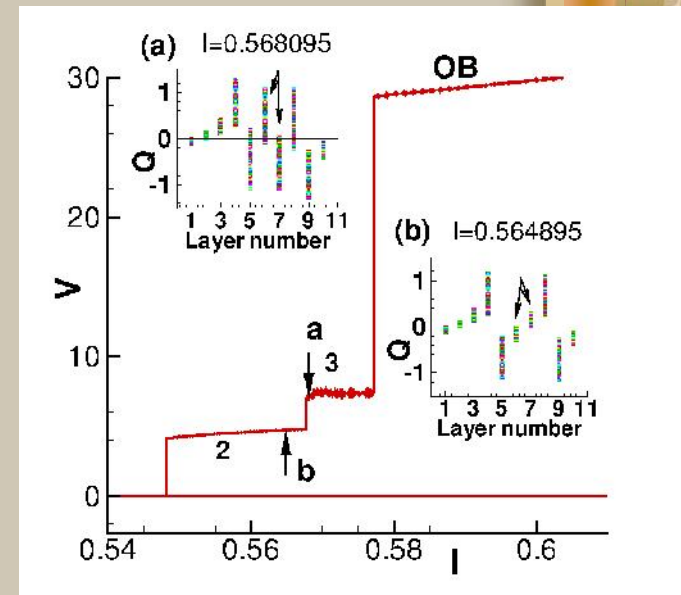 (a) I=0.568095
1
0
-1
Q
1 3 5 7 9 11
Layer number
OB
30
20
10
0
V
(b) I=0.564895
1
0
-1
Q
1 3 5 7 9 11
Layer number
a
3
2
b
0.54 0.56 0.58 0.6
I